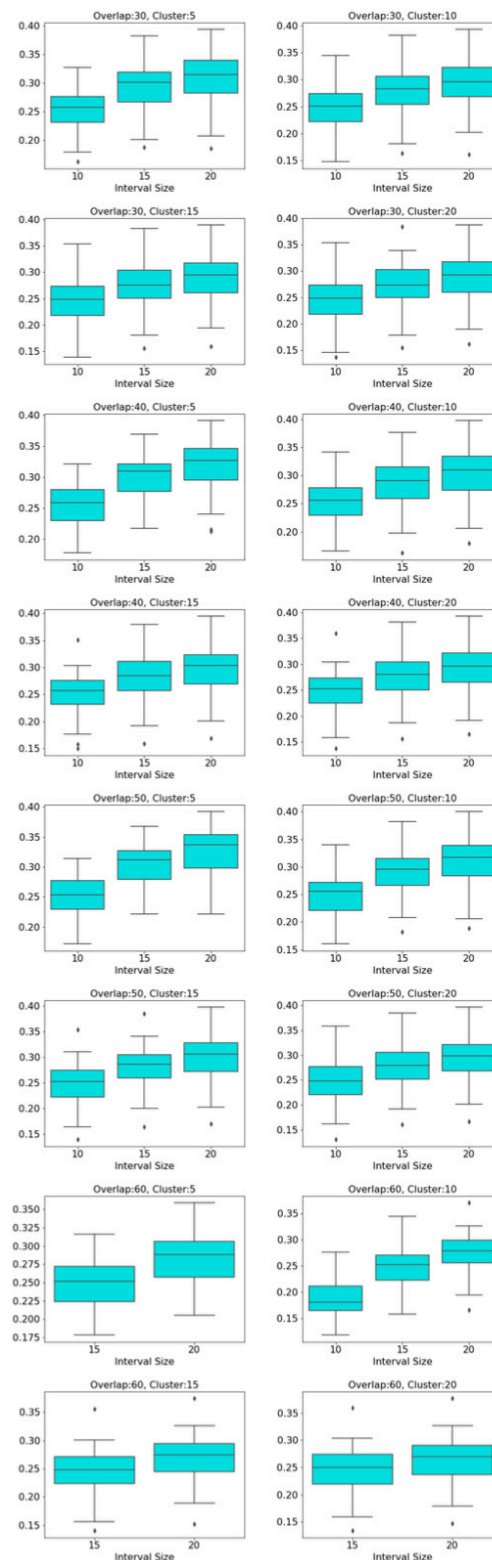 Overlap:30, Cluster:5
0.40
0.35
0.30
0.25
0.20
10 15 20
Interval Size
Overlap:30, Cluster:10
0.40
0.35
0.30
0.25
0.20
0.15
10 15 20
Interval Size
Overlap:30, Cluster:15
0.40
0.35
0.30
0.25
0.20
0.15
10 15 20
Interval Size
Overlap:30, Cluster:20
0.40
0.35
0.30
0.25
0.20
0.15
10 15 20
Interval Size
Overlap:40, Cluster:5
0.40
0.35
0.30
0.25
0.20
10 15 20
Interval Size
Overlap:40, Cluster:10
0.40
0.35
0.30
0.25
0.20
10 15 20
Interval Size
Overlap:40, Cluster:15
0.40
0.35
0.30
0.25
0.20
0.15
10 15 20
Interval Size
Overlap:40, Cluster:20
0.40
0.35
0.30
0.25
0.20
0.15
10 15 20
Interval Size
Overlap:50, Cluster:5
0.40
0.35
0.30
0.25
0.20
10 15 20
Interval Size
Overlap:50, Cluster:10
0.40
0.35
0.30
0.25
0.20
0.15
10 15 20
Interval Size
Overlap:50, Cluster:15
0.40
0.35
0.30
0.25
0.20
0.15
10 15 20
Interval Size
Overlap:50, Cluster:20
0.40
0.35
0.30
0.25
0.20
0.15
10 15 20
Interval Size
Overlap:60, Cluster:5
0.350
0.325
0.300
0.275
0.250
0.225
0.200
0.175
15 20
Interval Size
Overlap:60, Cluster:10
0.35
0.30
0.25
0.20
0.15
10 15 20
Interval Size
Overlap:60, Cluster:15
0.35
0.30
0.25
0.20
0.15
15 20
Interval Size
Overlap:60, Cluster:20
0.35
0.30
0.25
0.20
0.15
15 20
Interval Size